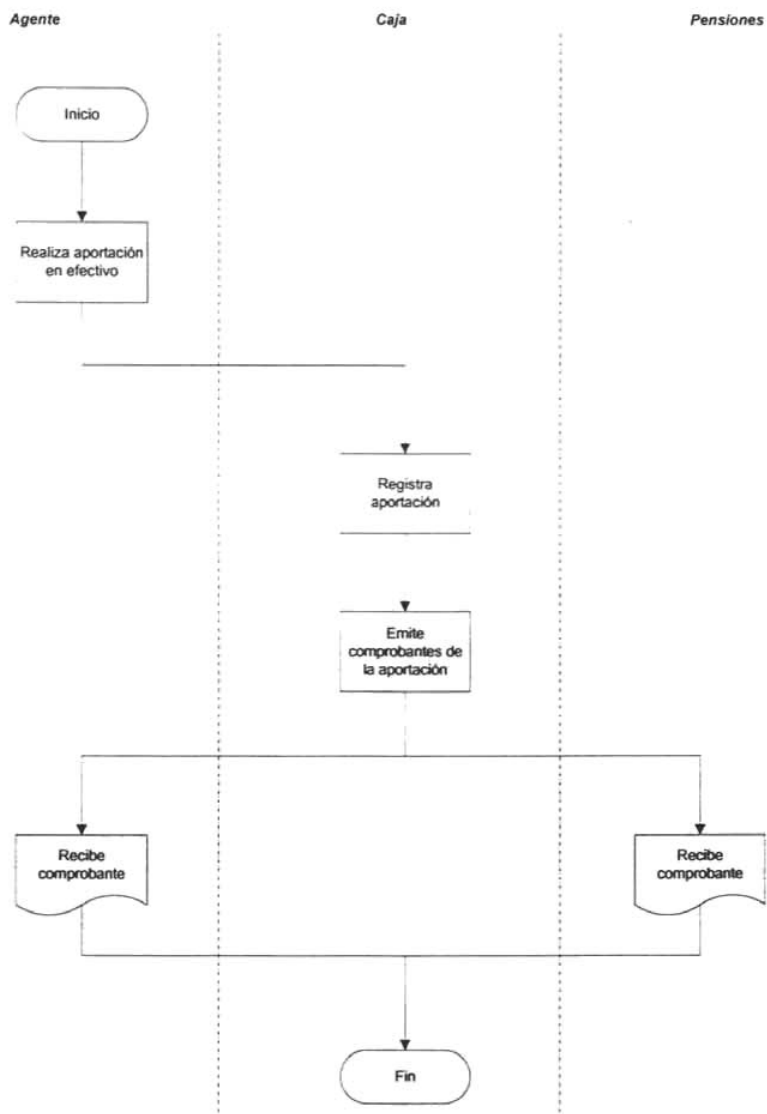 Agente
Caja
Pensiones
Inicio
Realiza aportación
en efectivo
Registra
aportación
Emite
comprobantes de
la aportación
Recibe
comprobante
Recibe
comprobante
Fin